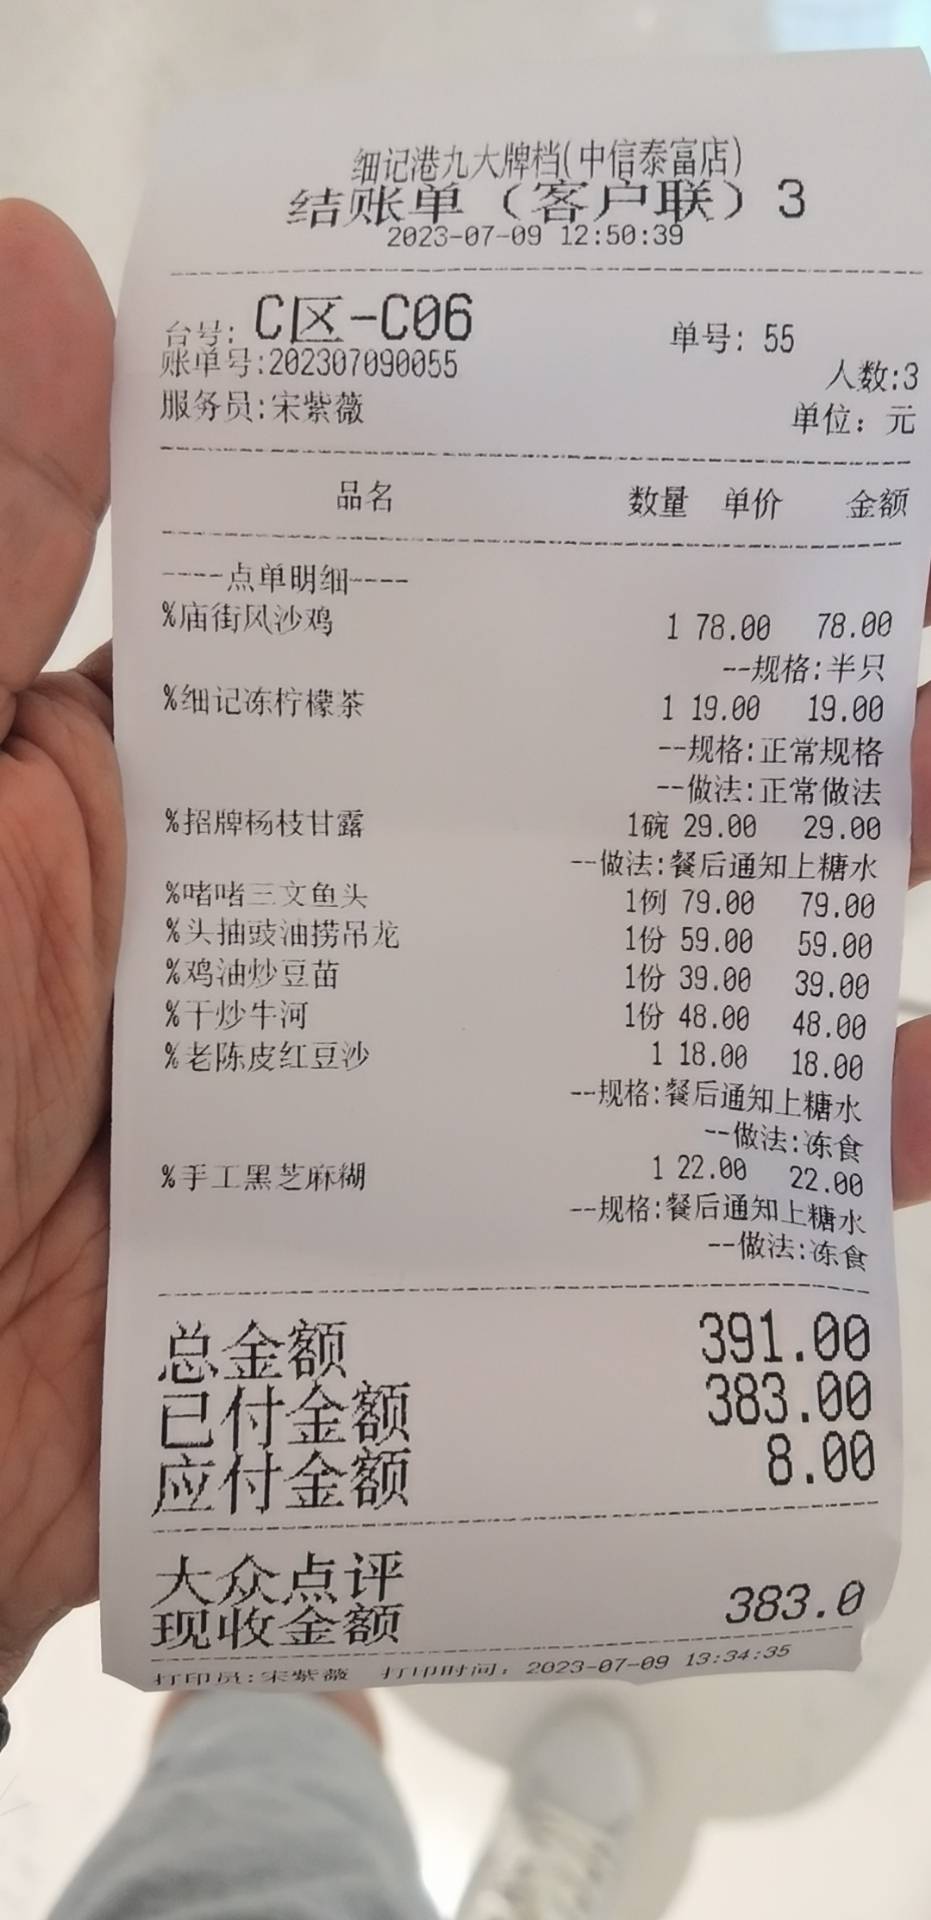 细记港九大牌档(中信泰富店)
结账单（客户联）3
2023-07-09 12:50:39
台号: C区-C06 单号: 55
账单号:202307090055 人数:3
服务员:宋紫薇 单位: 元
品名 数量 单价 金额
----点单明细----
%庙街风沙鸡 1 78.00 78.00
--规格:半只
%细记冻柠檬茶 1 19.00 19.00
--规格:正常规格
--做法:正常做法
%招牌杨枝甘露 1碗 29.00 29.00
--做法:餐后通知上糖水
%啫啫三文鱼头 1例 79.00 79.00
%头抽豉油捞吊龙 1份 59.00 59.00
%鸡油炒豆苗 1份 39.00 39.00
%干炒牛河 1份 48.00 48.00
%老陈皮红豆沙 1 18.00 18.00
--规格:餐后通知上糖水
--做法:冻食
%手工黑芝麻糊 1 22.00 22.00
--规格:餐后通知上糖水
--做法:冻食
总金额 391.00
已付金额 383.00
应付金额 8.00
大众点评
现收金额 383.0
打印员:宋紫薇 打印时间: 2023-07-09 13:34:35